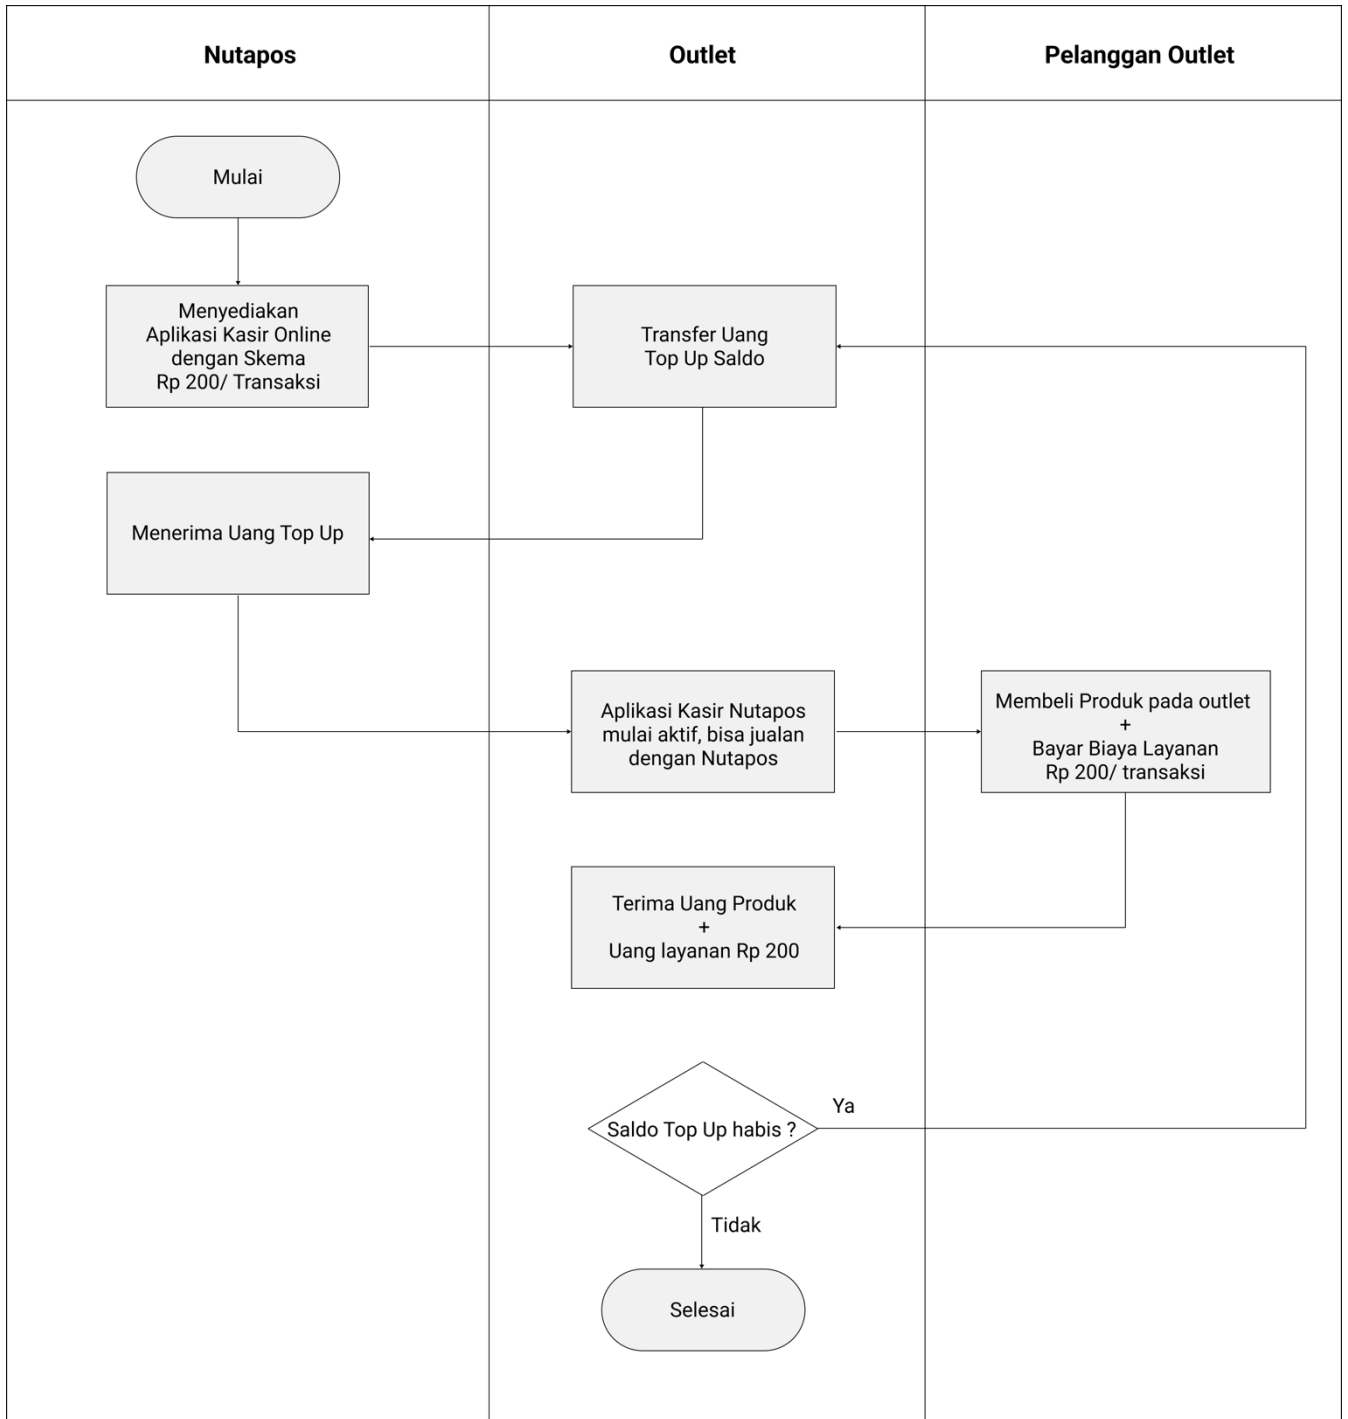 Nutapos
Outlet
Pelanggan Outlet
Mulai
Menyediakan
Aplikasi Kasir Online
dengan Skema
Rp 200/ Transaksi
Transfer Uang
Top Up Saldo
Menerima Uang Top Up
Aplikasi Kasir Nutapos
mulai aktif, bisa jualan
dengan Nutapos
Membeli Produk pada outlet
+
Bayar Biaya Layanan
Rp 200/ transaksi
Terima Uang Produk
+
Uang layanan Rp 200
Saldo Top Up habis ?
Ya
Tidak
Selesai